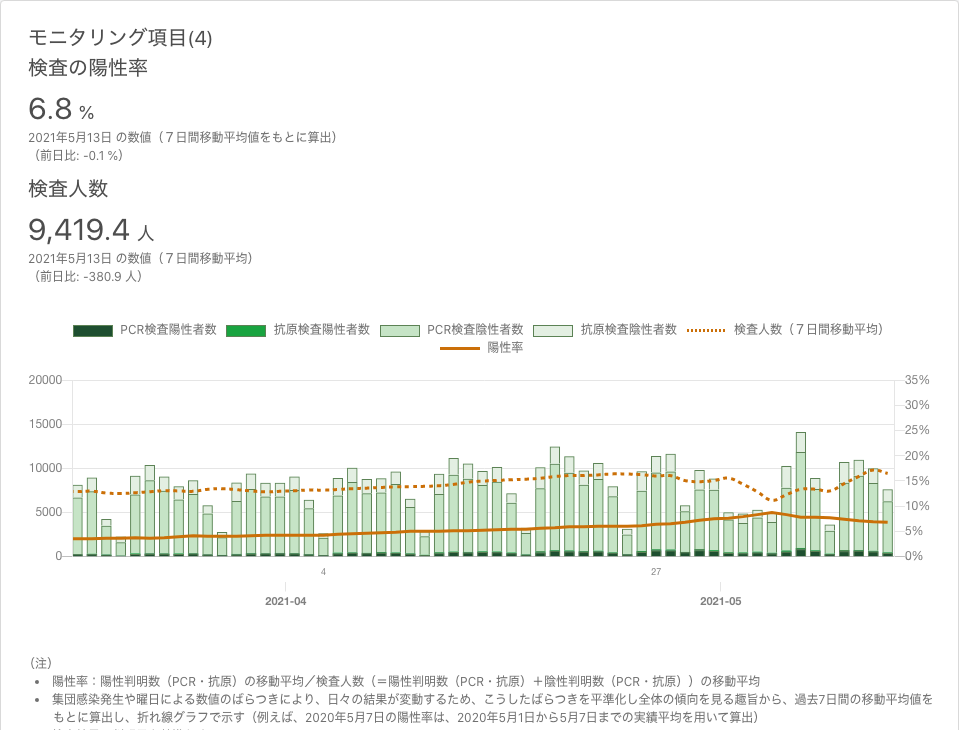 モニタリング項目(4)
検査の陽性率
6.8 %
2021年5月13日 の数値（７日間移動平均値をもとに算出）
（前日比: -0.1 %）
検査人数
9,419.4 人
2021年5月13日 の数値（７日間移動平均）
（前日比: -380.9 人）
PCR検査陽性者数 抗原検査陽性者数 PCR検査陰性者数 抗原検査陰性者数 検査人数（７日間移動平均）
陽性率
20000 35%
30%
15000 25%
20%
10000 15%
5000 10%
5%
0 0%
4 27
2021-04 2021-05
（注）
• 陽性率：陽性判明数（PCR・抗原）の移動平均／検査人数（＝陽性判明数（PCR・抗原）＋陰性判明数（PCR・抗原））の移動平均
• 集団感染発生や曜日による数値のばらつきにより、日々の結果が変動するため、こうしたばらつきを平準化し全体の傾向を見る趣旨から、過去7日間の移動平均値を
もとに算出し、折れ線グラフで示す（例えば、2020年5月7日の陽性率は、2020年5月1日から5月7日までの実績平均を用いて算出）